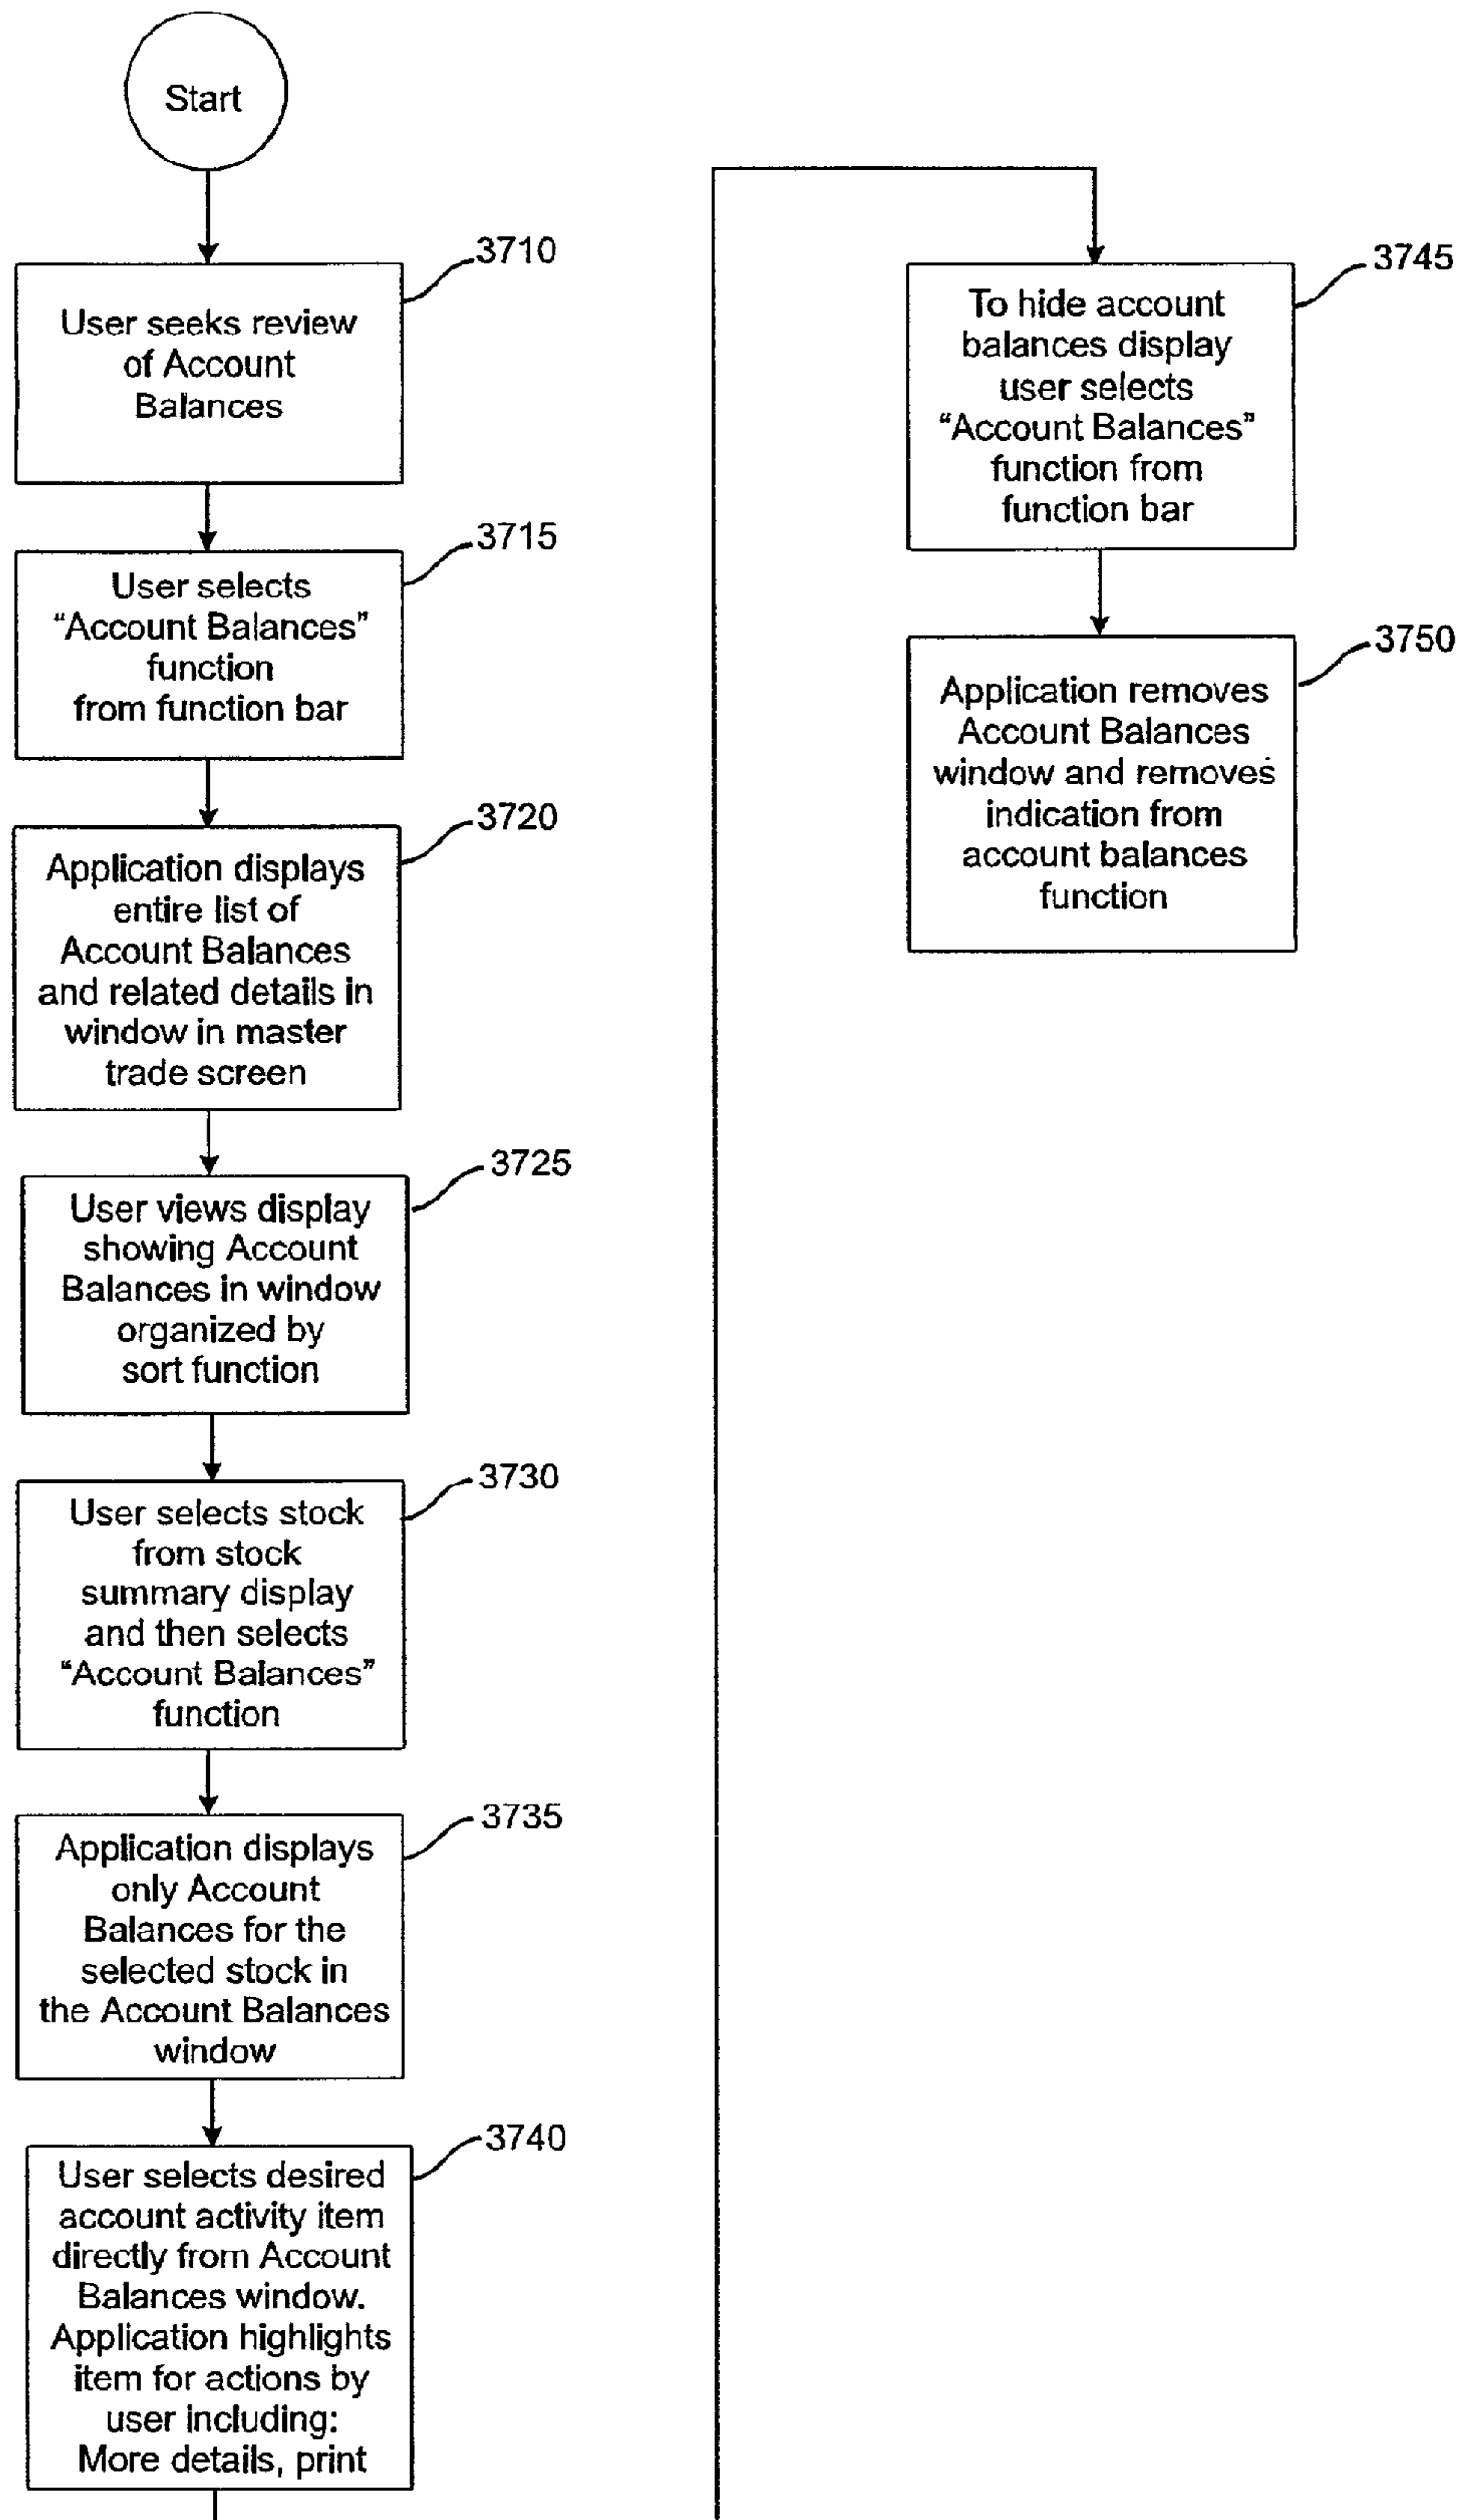 Start
3710
User seeks review
of Account
Balances
3715
User selects
“Account Balances”
function
from function bar
3720
Application displays
entire list of
Account Balances
and related details in
window in master
trade screen
3725
User views display
showing Account
Balances in window
organized by
sort function
3730
User selects stock
from stock
summary display
and then selects
“Account Balances”
function
3735
Application displays
only Account
Balances for the
selected stock in
the Account Balances
window
3740
User selects desired
account activity item
directly from Account
Balances window.
Application highlights
item for actions by
user including:
More details, print
3745
To hide account
balances display
user selects
“Account Balances”
function from
function bar
3750
Application removes
Account Balances
window and removes
indication from
account balances
function